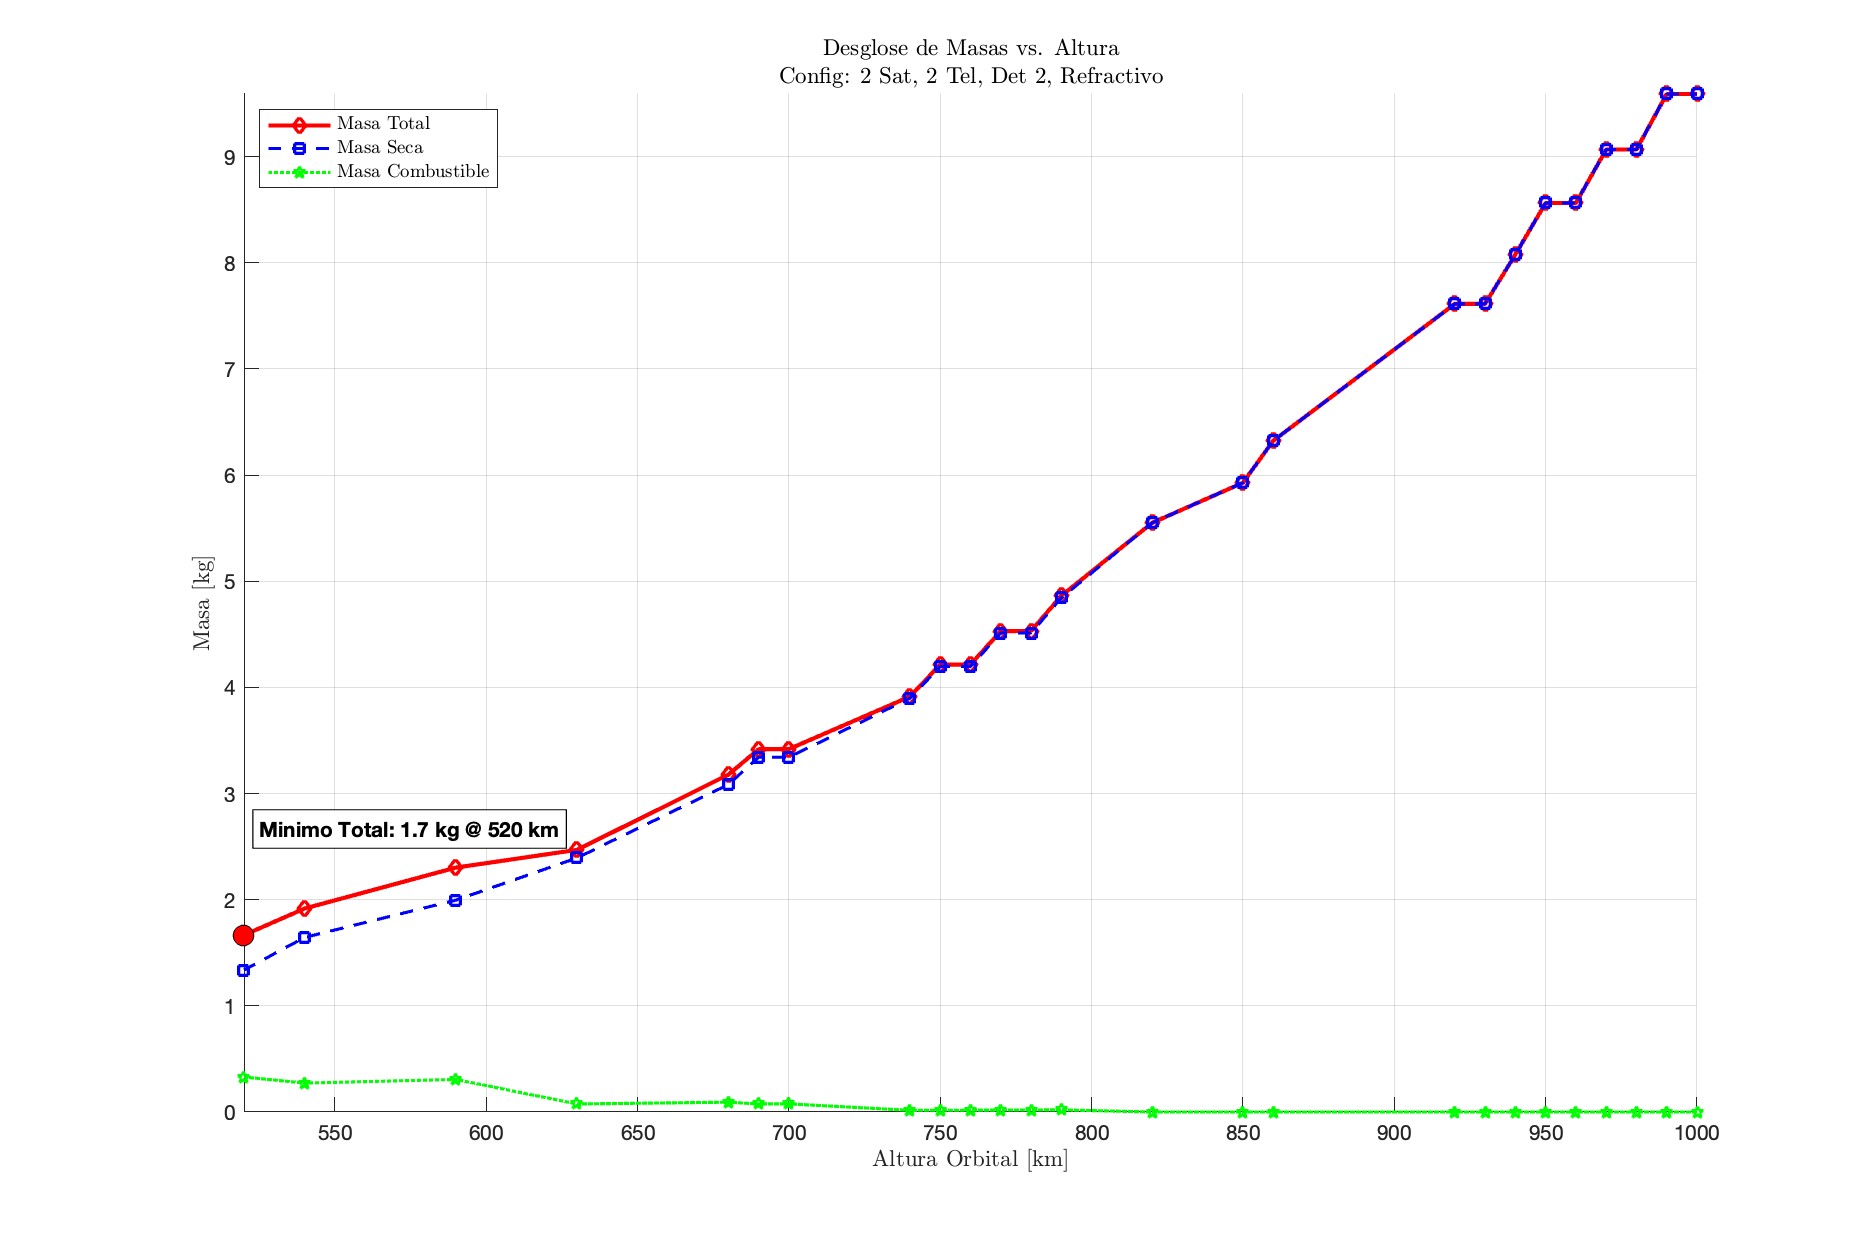 Desglose de Masas vs. Altura
Config: 2 Sat, 2 Tel, Det 2, Refractivo
Masa Total
Masa Seca
Masa Combustible
9
8
7
6
5
4
3
2
1
0
Masa [kg]
Minimo Total: 1.7 kg @ 520 km
550 600 650 700 750 800 850 900 950 1000
Altura Orbital [km]